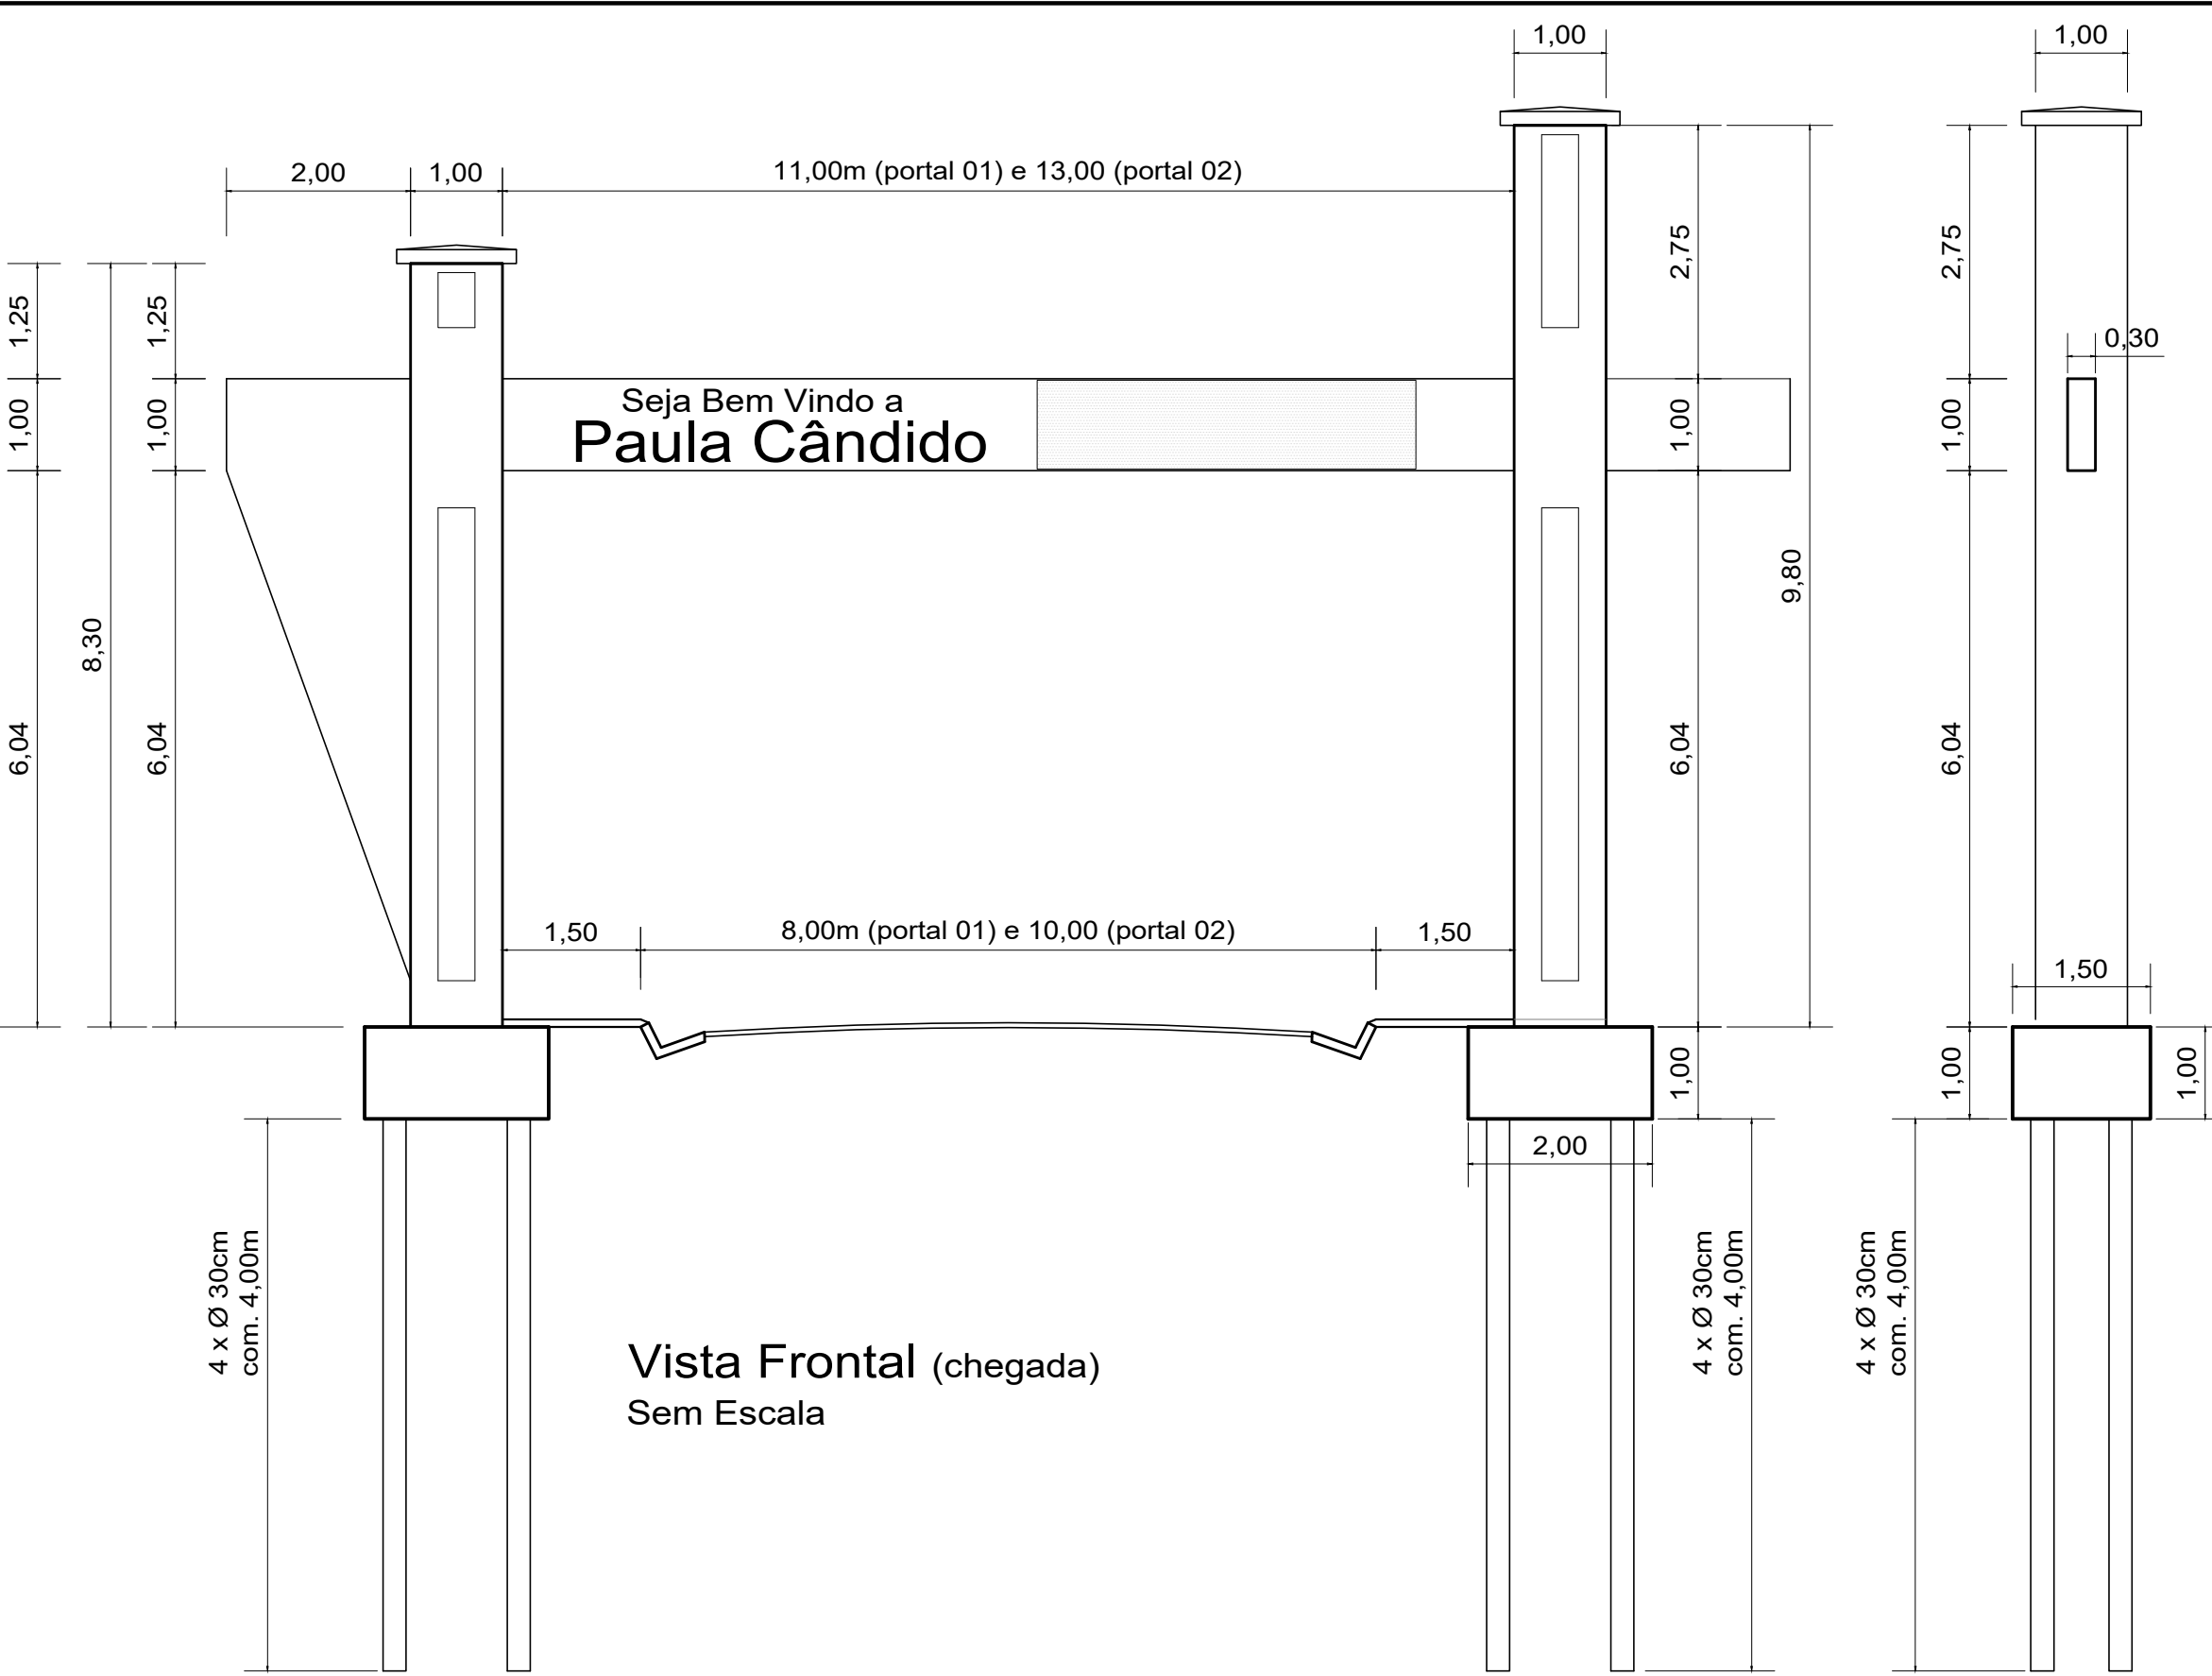 1,00
1,00
2,00
1,00
11,00m (portal 01) e 13,00 (portal 02)
1,25
1,25
2,75
2,75
0,30
1,00
1,00
Seja Bem Vindo a
Paula Cândido
1,00
1,00
8,30
9,80
6,04
6,04
6,04
6,04
1,50
8,00m (portal 01) e 10,00 (portal 02)
1,50
1,50
1,00
1,00
1,00
2,00
4 x Ø 30cm
com. 4,00m
4 x Ø 30cm
com. 4,00m
4 x Ø 30cm
com. 4,00m
Vista Frontal (chegada)
Sem Escala